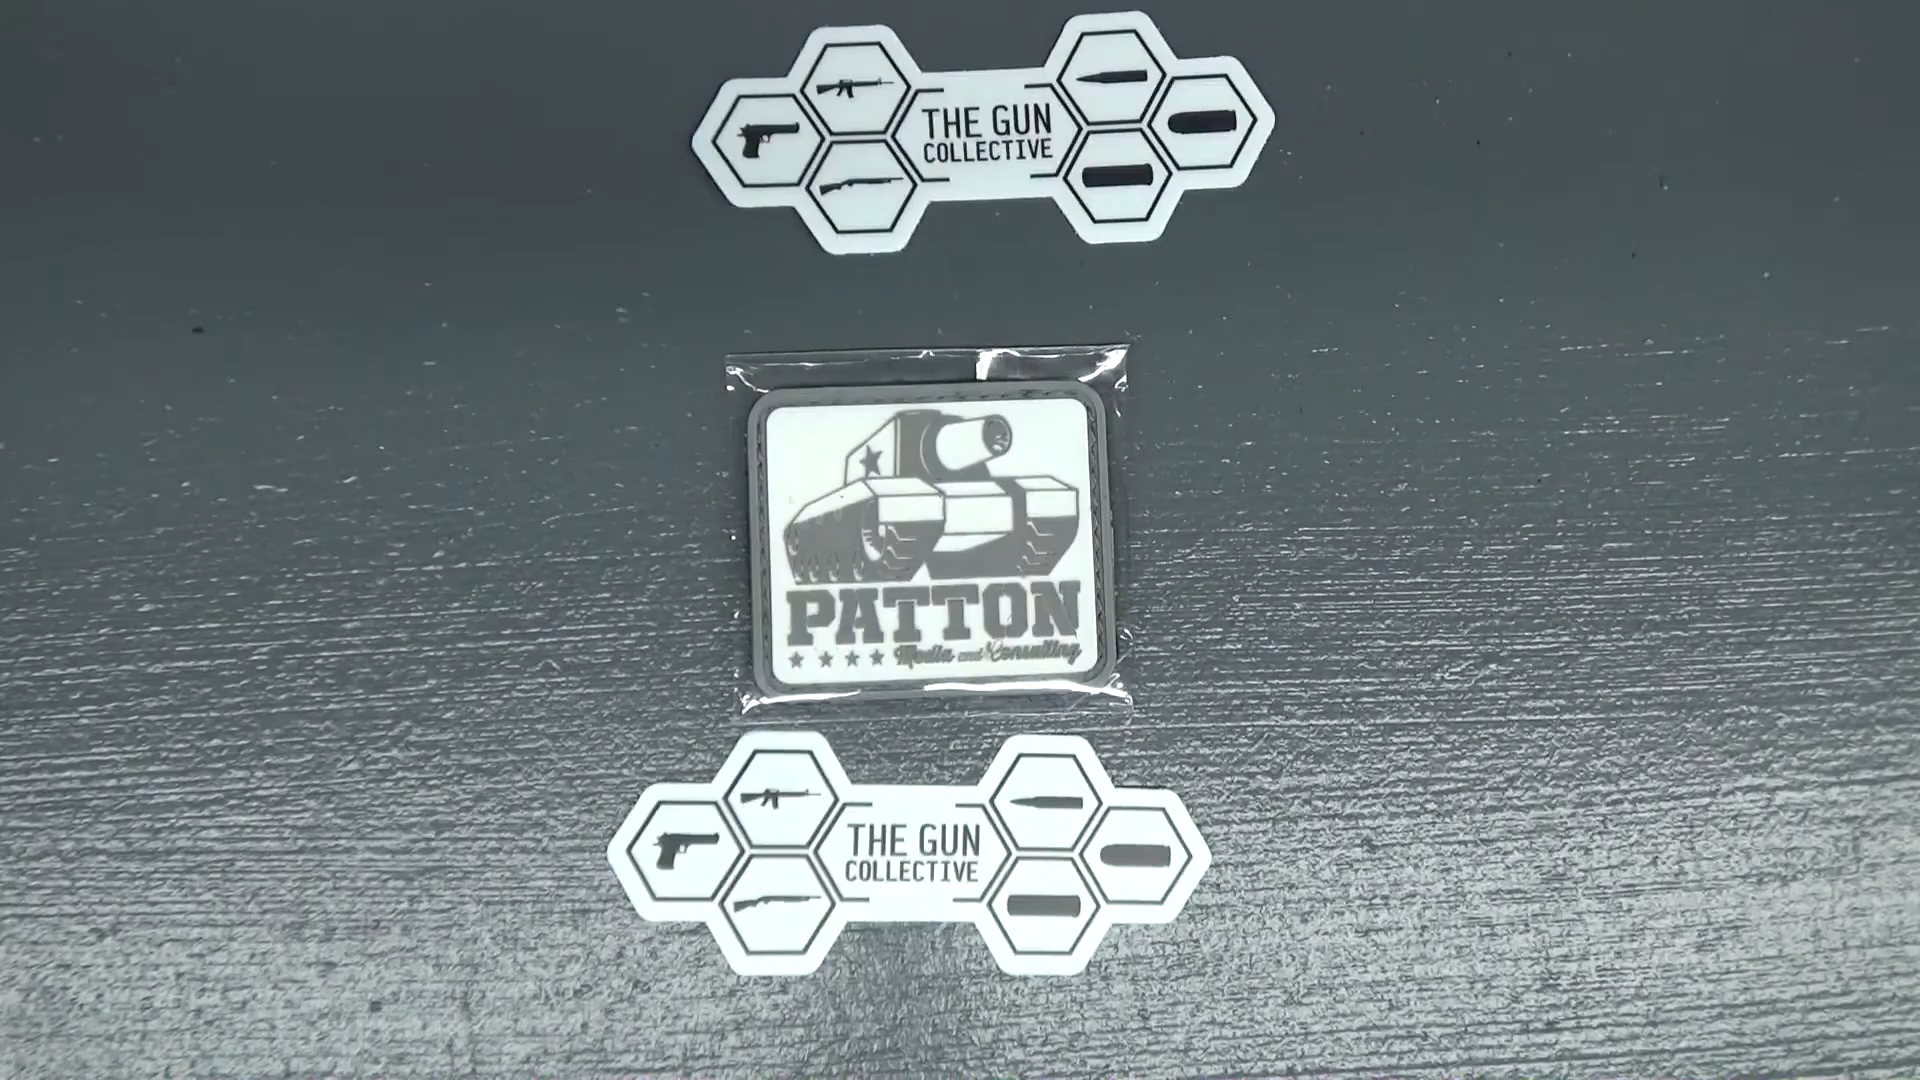 THE GUN
COLLECTIVE
PATTON
Media and Consulting
THE GUN
COLLECTIVE